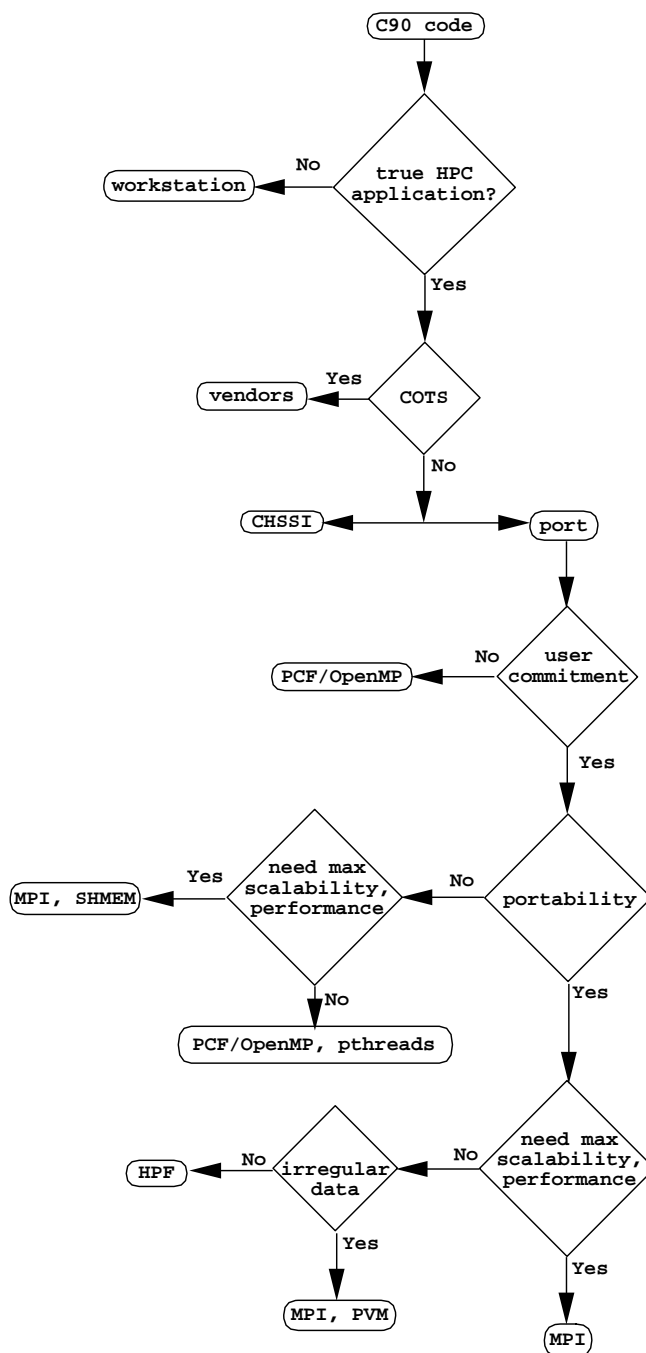 C90 code
No
true HPC
application?
workstation
Yes
Yes
vendors
COTS
No
CHSSI
port
No
user
commitment
PCF/OpenMP
Yes
need max
scalability,
performance
Yes
No
MPI, SHMEM
portability
No
Yes
PCF/OpenMP, pthreads
need max
scalability,
performance
No
No
HPF
irregular
data
Yes
Yes
MPI, PVM
MPI